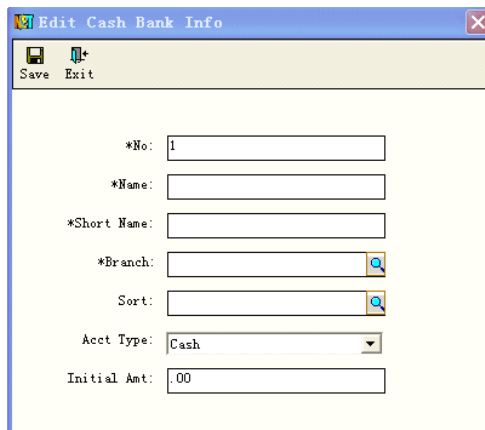 Edit Cash Bank Info
Save Exit
*No: 1
*Name:
*Short Name:
*Branch:
Sort:
Acct Type: Cash
Initial Amt: .00